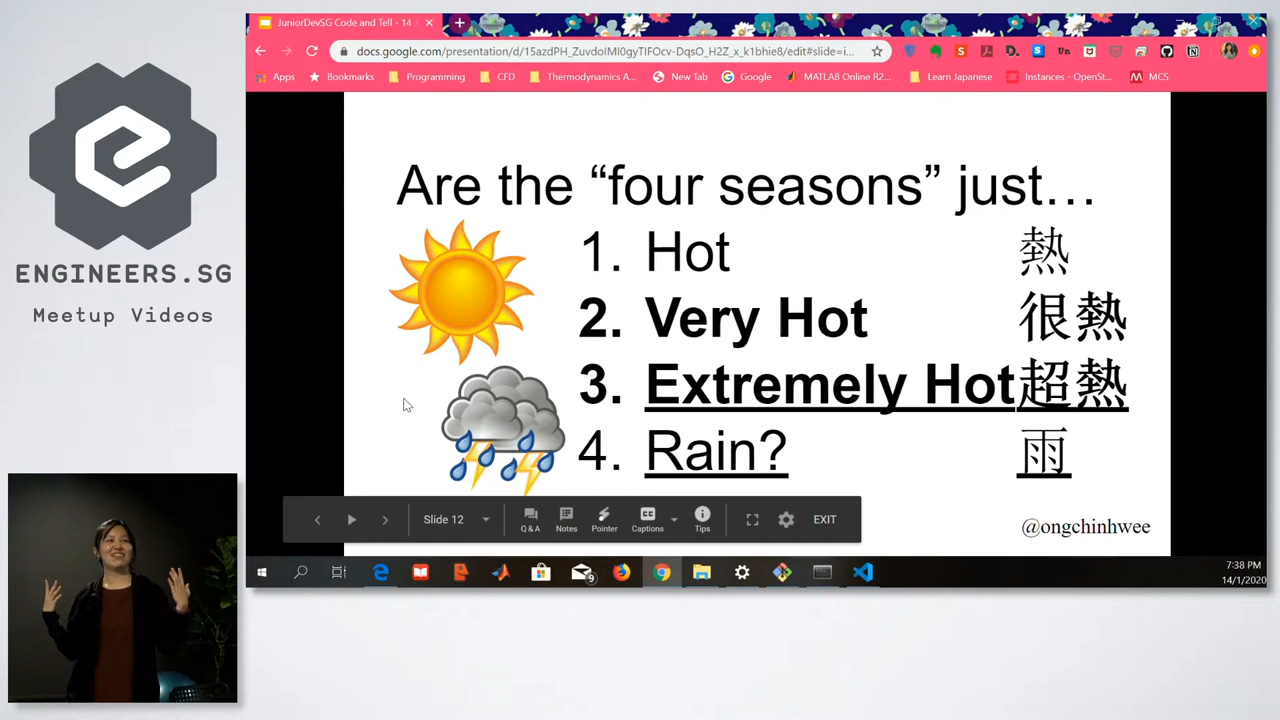 JuniorDevSG Code and Tell - 14
docs.google.com/presentation/d/15azdPH_ZuvdoIMI0gyTIFOcv-DqsO_H2Z_x_k1bhie8/edit#slide=i...
Apps
Bookmarks
Programming
CFD
Thermodynamics A...
New Tab
Google
MATLAB Online R2...
Learn Japanese
Instances - OpenSt...
MCS
ENGINEERS.SG
Meetup Videos
Are the “four seasons” just…
1. Hot 熱
2. Very Hot 很熱
3. Extremely Hot 超熱
4. Rain? 雨
Slide 12
Q & A
Notes
Pointer
Captions
Tips
EXIT
@ongchinhwee
9
7:38 PM
14/1/2020